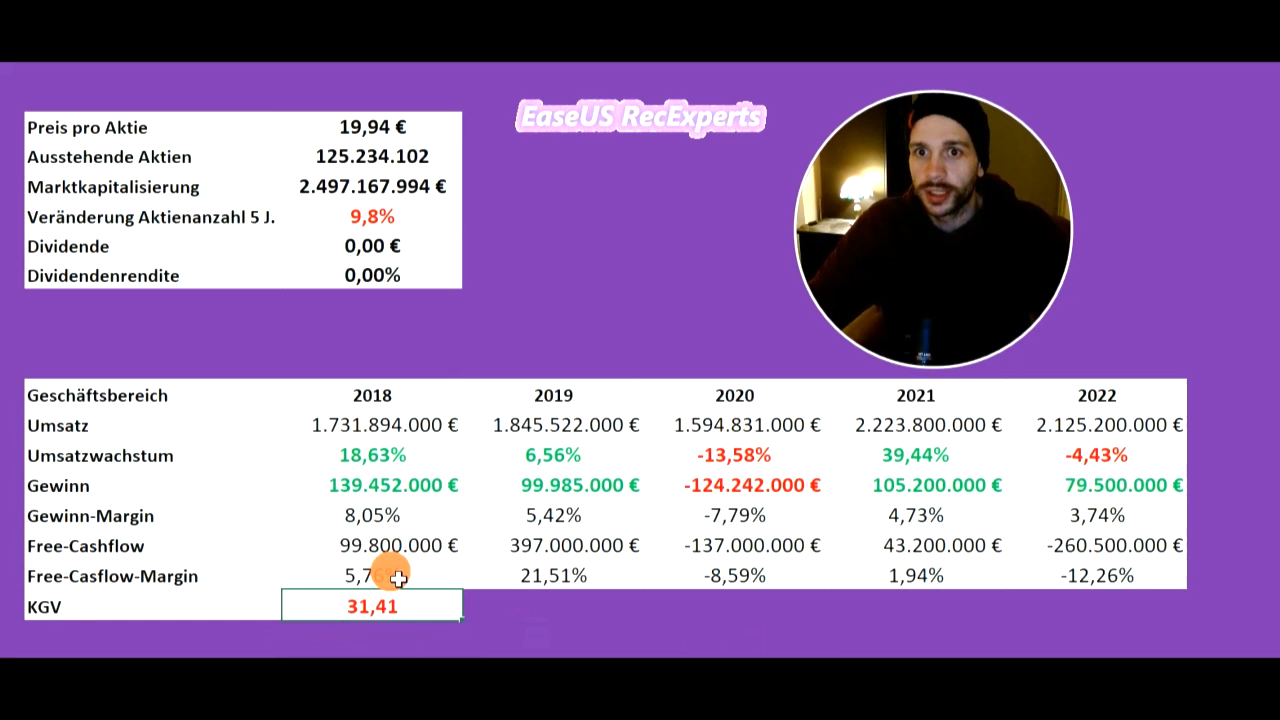 EaseUS RecExperts
Preis pro Aktie 19,94 €
Ausstehende Aktien 125.234.102
Marktkapitalisierung 2.497.167.994 €
Veränderung Aktienanzahl 5 J. 9,8%
Dividende 0,00 €
Dividendenrendite 0,00%
Geschäftsbereich 2018 2019 2020 2021 2022
Umsatz 1.731.894.000 € 1.845.522.000 € 1.594.831.000 € 2.223.800.000 € 2.125.200.000 €
Umsatzwachstum 18,63% 6,56% -13,58% 39,44% -4,43%
Gewinn 139.452.000 € 99.985.000 € -124.242.000 € 105.200.000 € 79.500.000 €
Gewinn-Margin 8,05% 5,42% -7,79% 4,73% 3,74%
Free-Cashflow 99.800.000 € 397.000.000 € -137.000.000 € 43.200.000 € -260.500.000 €
Free-Casflow-Margin 21,51% -8,59% 1,94% -12,26%
KGV 31,41